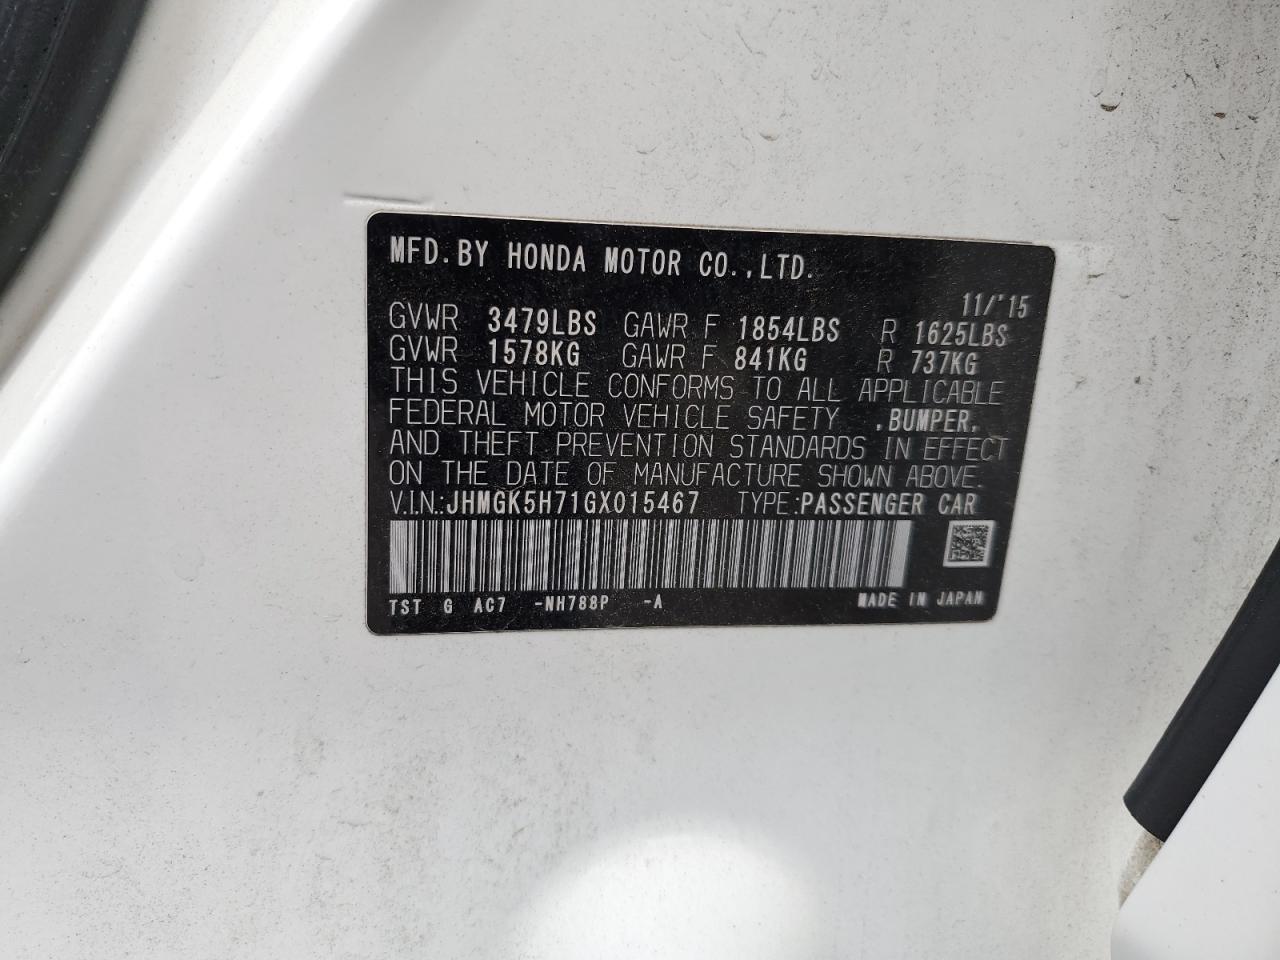 MFD.BY HONDA MOTOR CO.,LTD.
11/'15
GVWR 3479LBS GAWR F 1854LBS R 1625LBS
GVWR 1578KG GAWR F 841KG R 737KG
THIS VEHICLE CONFORMS TO ALL APPLICABLE
FEDERAL MOTOR VEHICLE SAFETY ,BUMPER,
AND THEFT PREVENTION STANDARDS IN EFFECT
ON THE DATE OF MANUFACTURE SHOWN ABOVE.
V.I.N.:JHMGK5H71GX015467 TYPE:PASSENGER CAR
TST G AC7 -NH788P -A MADE IN JAPAN